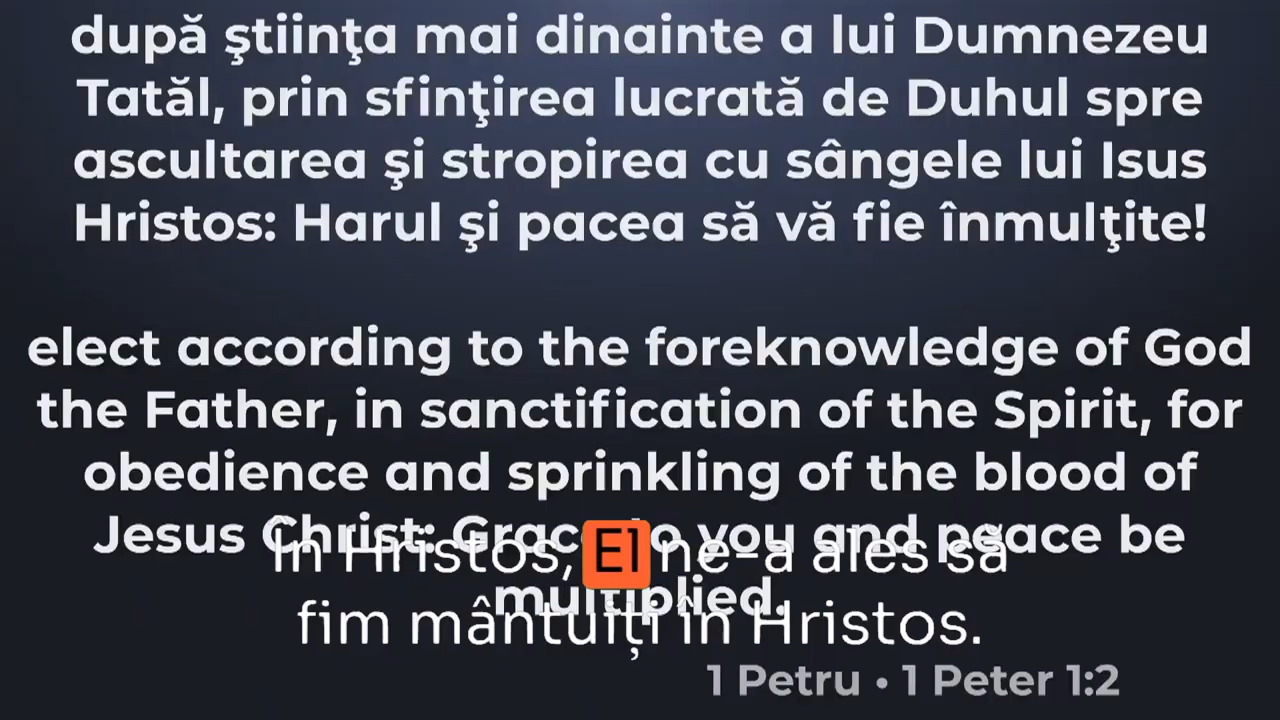 după ştiinţa mai dinainte a lui Dumnezeu
Tatăl, prin sfinţirea lucrată de Duhul spre
ascultarea şi stropirea cu sângele lui Isus
Hristos: Harul şi pacea să vă fie înmulţite!
elect according to the foreknowledge of God
the Father, in sanctification of the Spirit, for
obedience and sprinkling of the blood of
Jesus Christ: Grace to you and peace be
multiplied.
în Hristos, El ne-a ales să
fim mântuiți în Hristos.
1 Petru • 1 Peter 1:2